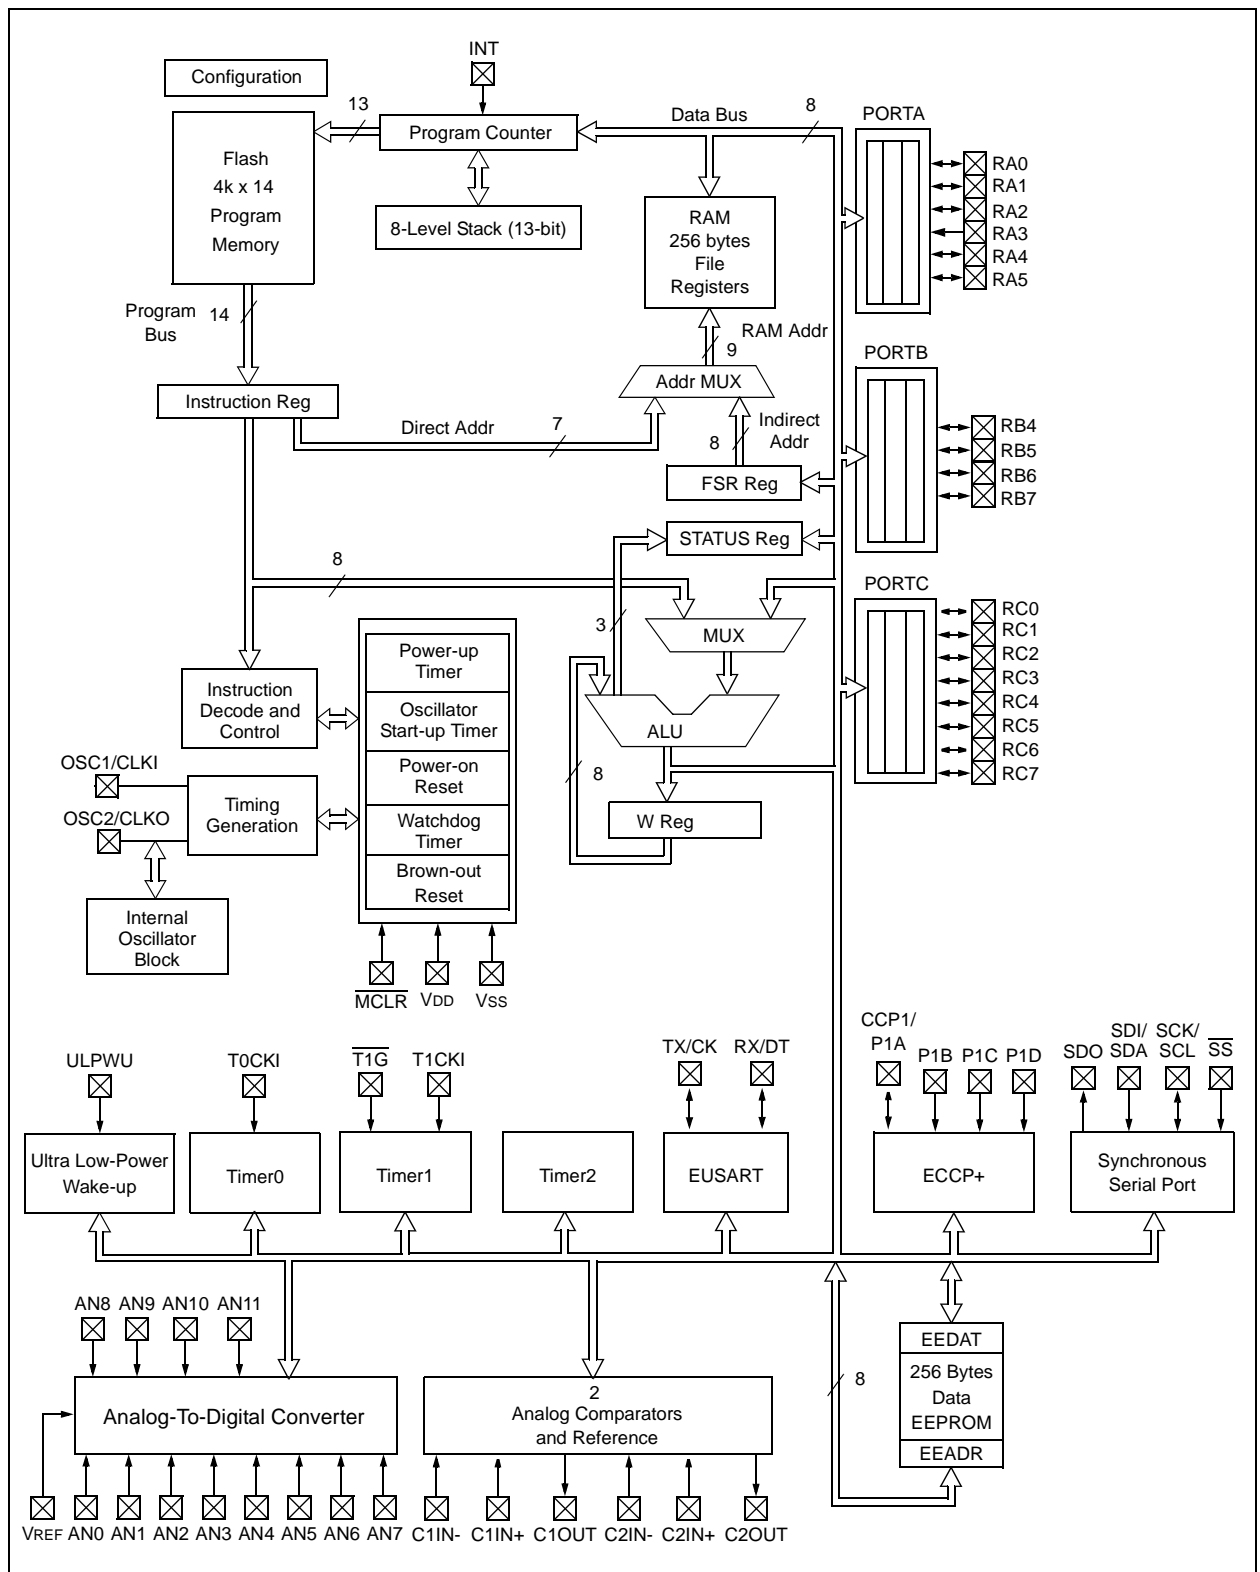 INT
Configuration
13
Program Counter
Data Bus
8
PORTA
Flash
4k x 14
Program
Memory
8-Level Stack (13-bit)
RAM
256 bytes
File
Registers
RA0
RA1
RA2
RA3
RA4
RA5
Program
Bus
14
RAM Addr
9
PORTB
Addr MUX
Instruction Reg
Direct Addr
7
Indirect
Addr
8
FSR Reg
RB4
RB5
RB6
RB7
STATUS Reg
8
PORTC
3
MUX
RC0
RC1
RC2
RC3
RC4
RC5
RC6
RC7
Power-up
Timer
Instruction
Decode and
Control
Oscillator
Start-up Timer
ALU
OSC1/CLKI
Power-on
Reset
8
OSC2/CLKO
Timing
Generation
Watchdog
Timer
W Reg
Brown-out
Reset
Internal
Oscillator
Block
MCLR
VDD
VSS
ULPWU
T0CKI
T1G
T1CKI
TX/CK
RX/DT
CCP1/
P1A
P1B
P1C
P1D
SDO
SDI/
SDA
SCK/
SCL
SS
Ultra Low-Power
Wake-up
Timer0
Timer1
Timer2
EUSART
ECCP+
Synchronous
Serial Port
AN8
AN9
AN10
AN11
EEDAT
256 Bytes
Data
EEPROM
EEADR
8
Analog-To-Digital Converter
2
Analog Comparators
and Reference
VREF
AN0
AN1
AN2
AN3
AN4
AN5
AN6
AN7
C1IN-
C1IN+
C1OUT
C2IN-
C2IN+
C2OUT